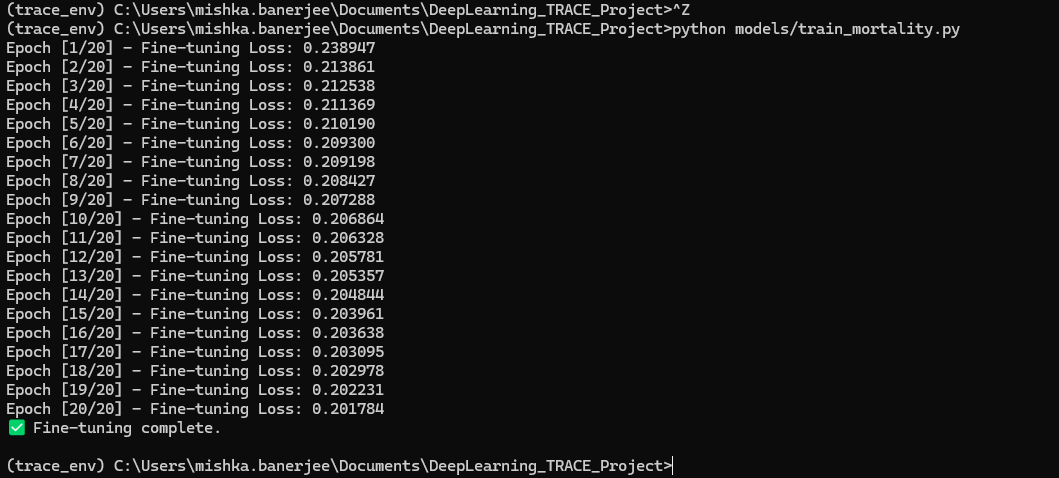 (trace_env) C:\Users\mishka.banerjee\Documents\DeepLearning_TRACE_Project>^Z
(trace_env) C:\Users\mishka.banerjee\Documents\DeepLearning_TRACE_Project>python models/train_mortality.py
Epoch [1/20] - Fine-tuning Loss: 0.238947
Epoch [2/20] - Fine-tuning Loss: 0.213861
Epoch [3/20] - Fine-tuning Loss: 0.212538
Epoch [4/20] - Fine-tuning Loss: 0.211369
Epoch [5/20] - Fine-tuning Loss: 0.210190
Epoch [6/20] - Fine-tuning Loss: 0.209300
Epoch [7/20] - Fine-tuning Loss: 0.209198
Epoch [8/20] - Fine-tuning Loss: 0.208427
Epoch [9/20] - Fine-tuning Loss: 0.207288
Epoch [10/20] - Fine-tuning Loss: 0.206864
Epoch [11/20] - Fine-tuning Loss: 0.206328
Epoch [12/20] - Fine-tuning Loss: 0.205781
Epoch [13/20] - Fine-tuning Loss: 0.205357
Epoch [14/20] - Fine-tuning Loss: 0.204844
Epoch [15/20] - Fine-tuning Loss: 0.203961
Epoch [16/20] - Fine-tuning Loss: 0.203638
Epoch [17/20] - Fine-tuning Loss: 0.203095
Epoch [18/20] - Fine-tuning Loss: 0.202978
Epoch [19/20] - Fine-tuning Loss: 0.202231
Epoch [20/20] - Fine-tuning Loss: 0.201784
✅ Fine-tuning complete.
(trace_env) C:\Users\mishka.banerjee\Documents\DeepLearning_TRACE_Project>